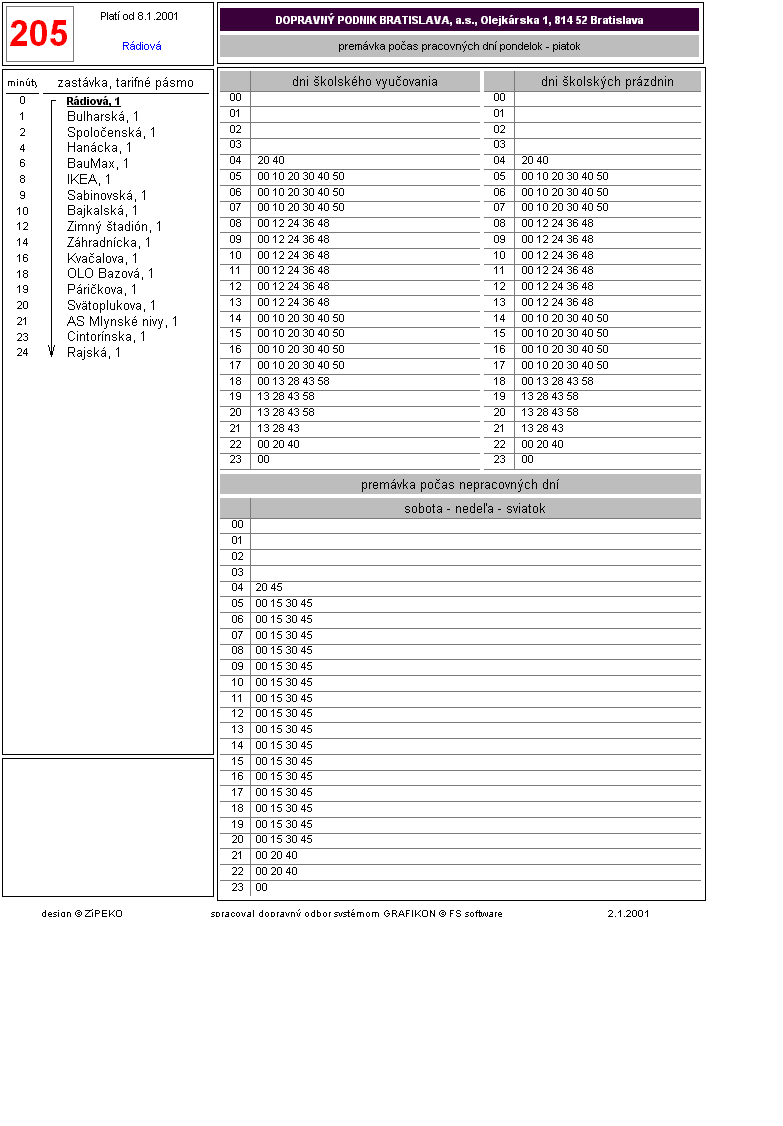 205
Platí od 8.1.2001
Rádiová
DOPRAVNÝ PODNIK BRATISLAVA, a.s., Olejkárska 1, 814 52 Bratislava
premávka počas pracovných dní pondelok - piatok
minúty zastávka, tarifné pásmo
0 Rádiová, 1
1 Bulharská, 1
2 Spoločenská, 1
4 Hanácka, 1
6 BauMax, 1
8 IKEA, 1
9 Sabinovská, 1
10 Bajkalská, 1
12 Zimný štadión, 1
14 Záhradnícka, 1
16 Kvačalova, 1
18 OLO Bazová, 1
19 Páričkova, 1
20 Svätoplukova, 1
21 AS Mlynské nivy, 1
23 Cintorínska, 1
24 Rajská, 1
dni školského vyučovania
00
01
02
03
04 20 40
05 00 10 20 30 40 50
06 00 10 20 30 40 50
07 00 10 20 30 40 50
08 00 12 24 36 48
09 00 12 24 36 48
10 00 12 24 36 48
11 00 12 24 36 48
12 00 12 24 36 48
13 00 12 24 36 48
14 00 10 20 30 40 50
15 00 10 20 30 40 50
16 00 10 20 30 40 50
17 00 10 20 30 40 50
18 00 13 28 43 58
19 13 28 43 58
20 13 28 43 58
21 13 28 43
22 00 20 40
23 00
dni školských prázdnin
00
01
02
03
04 20 40
05 00 10 20 30 40 50
06 00 10 20 30 40 50
07 00 10 20 30 40 50
08 00 12 24 36 48
09 00 12 24 36 48
10 00 12 24 36 48
11 00 12 24 36 48
12 00 12 24 36 48
13 00 12 24 36 48
14 00 10 20 30 40 50
15 00 10 20 30 40 50
16 00 10 20 30 40 50
17 00 10 20 30 40 50
18 00 13 28 43 58
19 13 28 43 58
20 13 28 43 58
21 13 28 43
22 00 20 40
23 00
premávka počas nepracovných dní
sobota - nedeľa - sviatok
00
01
02
03
04 20 45
05 00 15 30 45
06 00 15 30 45
07 00 15 30 45
08 00 15 30 45
09 00 15 30 45
10 00 15 30 45
11 00 15 30 45
12 00 15 30 45
13 00 15 30 45
14 00 15 30 45
15 00 15 30 45
16 00 15 30 45
17 00 15 30 45
18 00 15 30 45
19 00 15 30 45
20 00 15 30 45
21 00 20 40
22 00 20 40
23 00
design © ZíPEKO spracoval dopravný odbor systémom GRAFIKON © FS software 2.1.2001